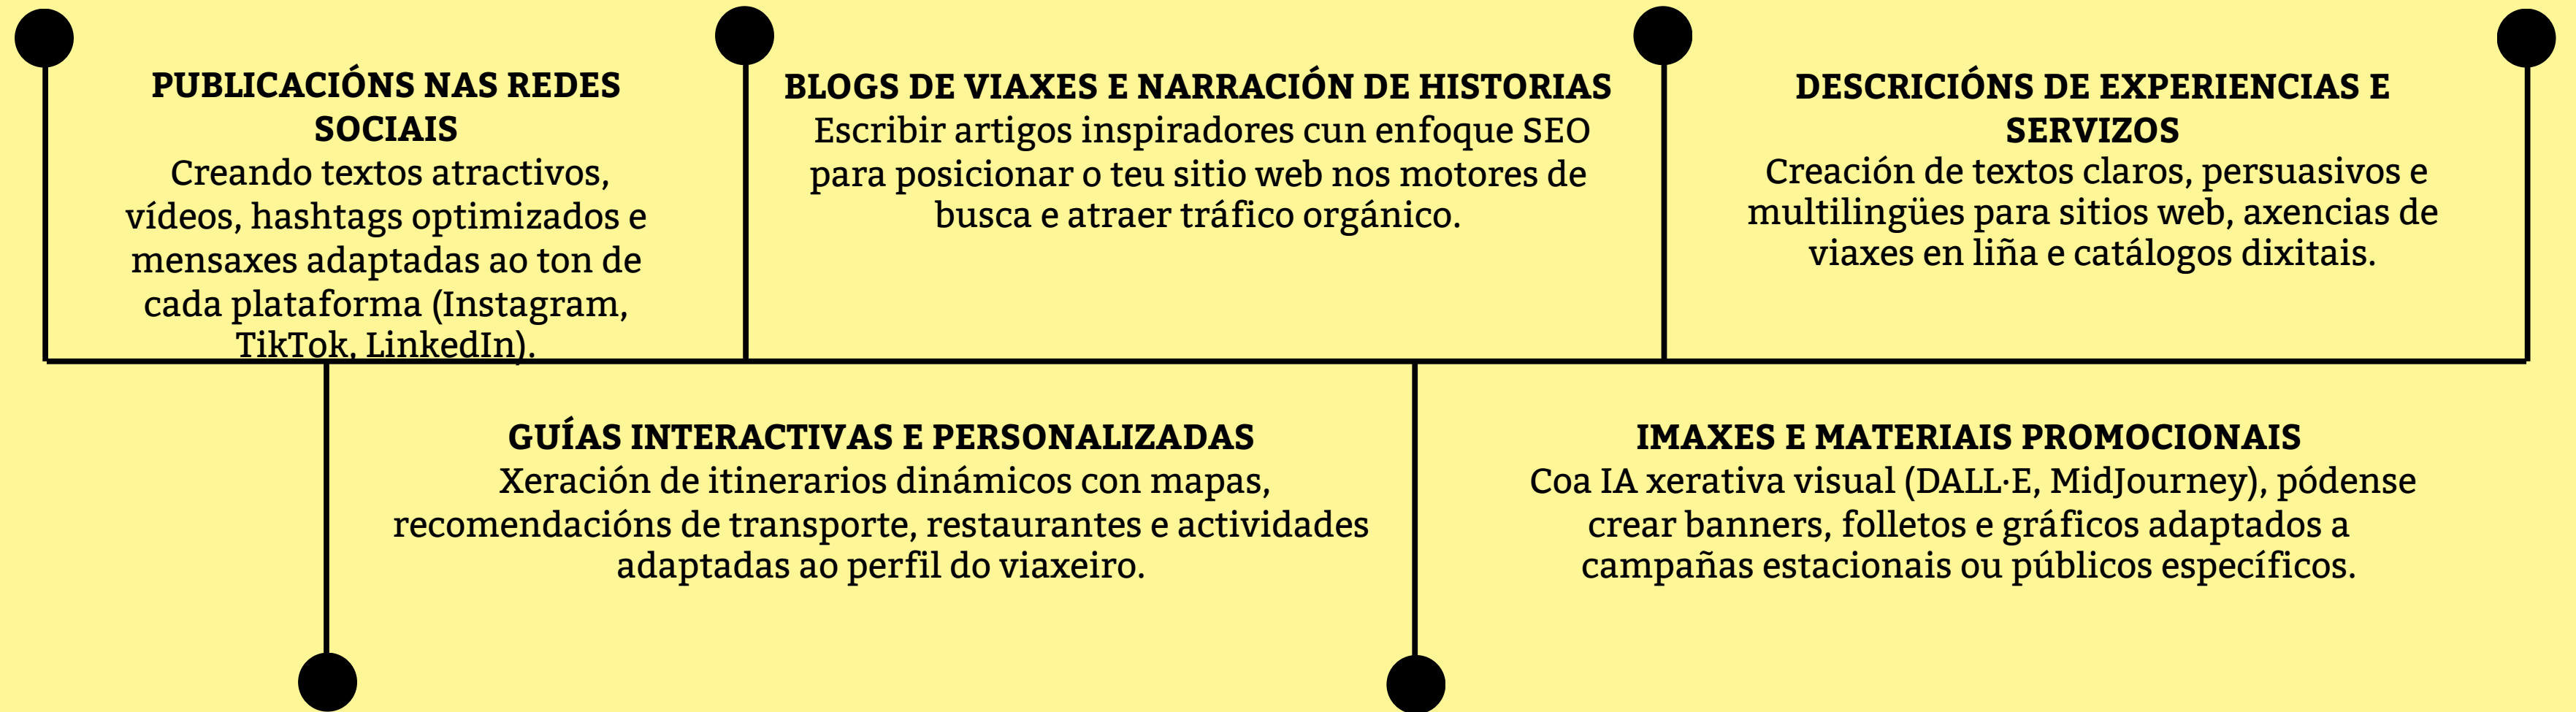 PUBLICACIÓNS NAS REDES
SOCIAIS
Creando textos atractivos,
vídeos, hashtags optimizados e
mensaxes adaptadas ao ton de
cada plataforma (Instagram,
TikTok, LinkedIn).
BLOGS DE VIAXES E NARRACIÓN DE HISTORIAS
Escribir artigos inspiradores cun enfoque SEO
para posicionar o teu sitio web nos motores de
busca e atraer tráfico orgánico.
DESCRICIÓNS DE EXPERIENCIAS E
SERVIZOS
Creación de textos claros, persuasivos e
multilingües para sitios web, axencias de
viaxes en liña e catálogos dixitais.
GUÍAS INTERACTIVAS E PERSONALIZADAS
Xeración de itinerarios dinámicos con mapas,
recomendacións de transporte, restaurantes e actividades
adaptadas ao perfil do viaxeiro.
IMAXES E MATERIAIS PROMOCIONAIS
Coa IA xerativa visual (DALL·E, MidJourney), pódense
crear banners, folletos e gráficos adaptados a
campañas estacionais ou públicos específicos.